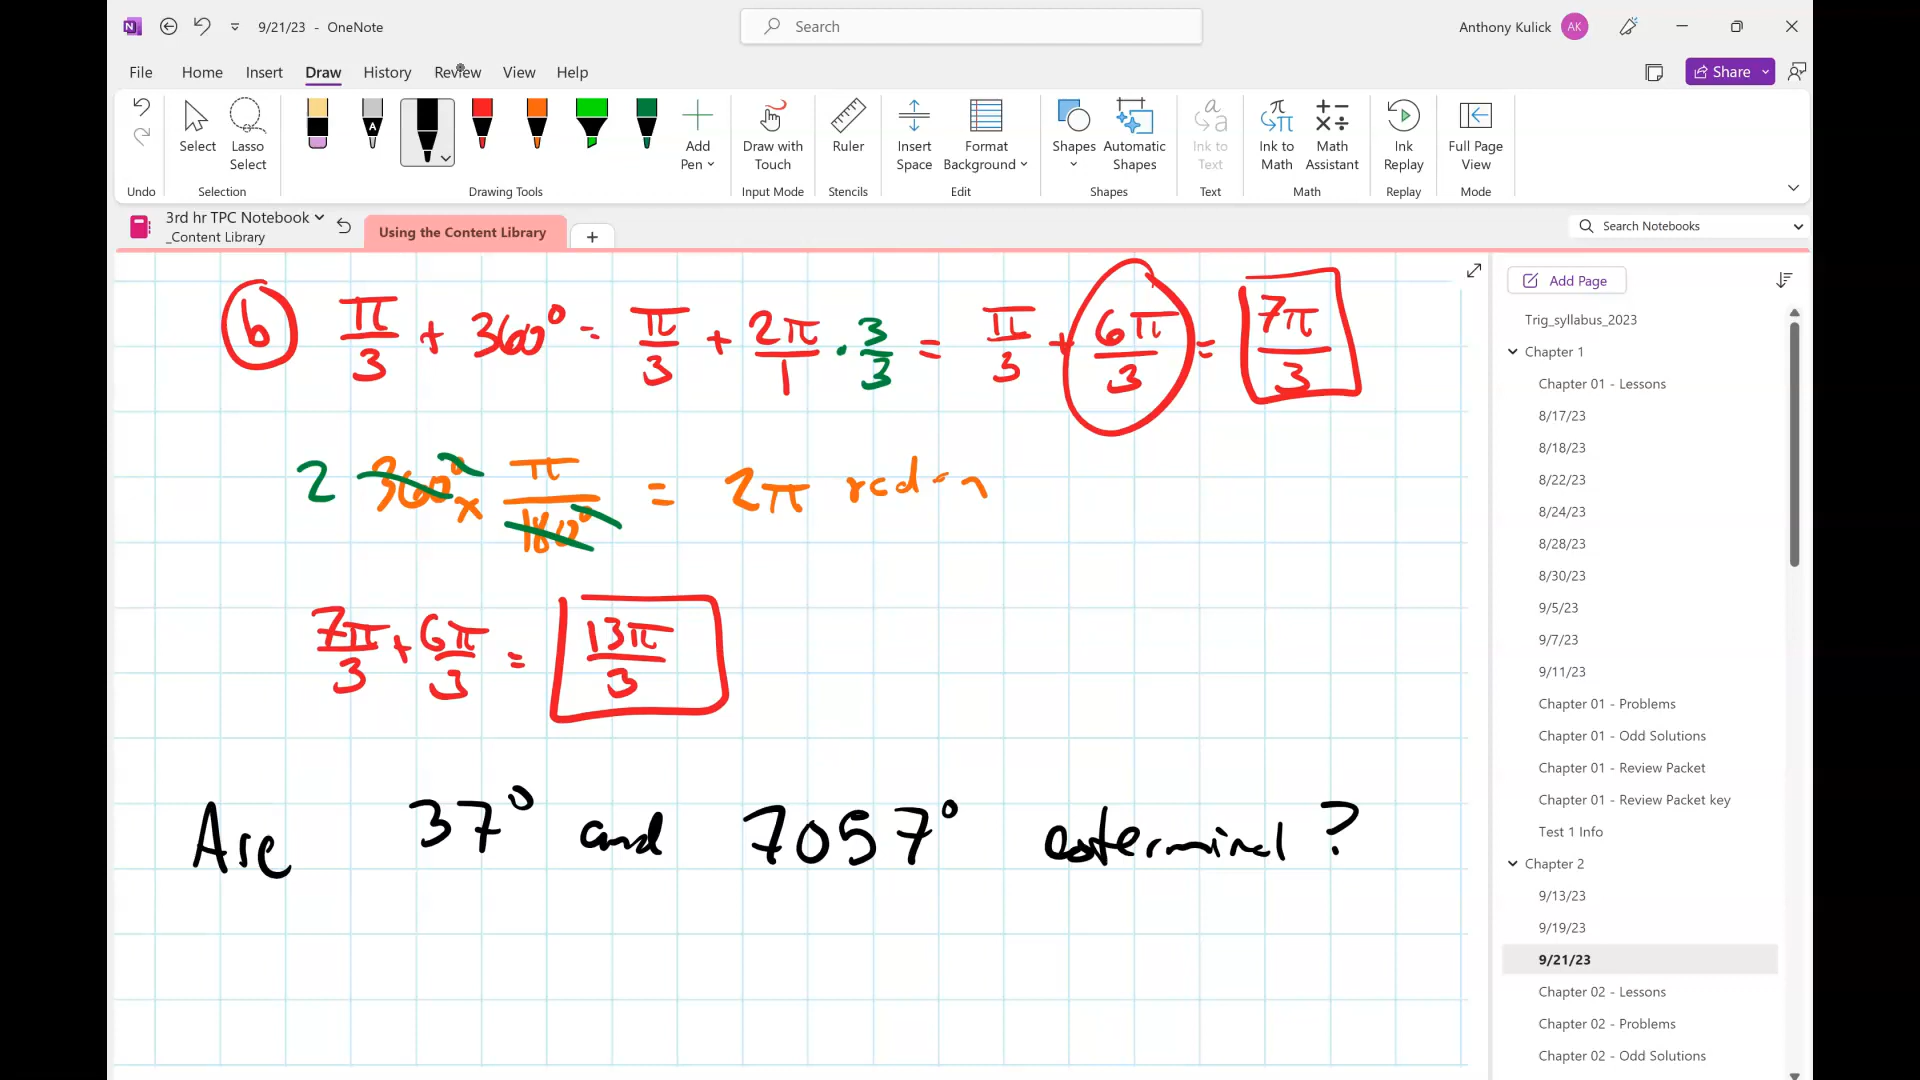 9/21/23 - OneNote
Search
Anthony Kulick AK
File Home Insert Draw History Review View Help
Share
Undo
Select
Lasso Select
Selection
A
Add Pen
Drawing Tools
Draw with Touch
Input Mode
Ruler
Stencils
Insert Space
Format Background
Edit
Shapes
Automatic Shapes
Shapes
Ink to Text
Text
Ink to Math
Math Assistant
Math
Ink Replay
Replay
Full Page View
Mode
3rd hr TPC Notebook
_Content Library
Using the Content Library
Search Notebooks
b π/3 + 360° = π/3 + 2π/1 · 3/3 = π/3 + 6π/3 = 7π/3
2 360° x π/180° = 2π
7π/3 + 6π/3 = 13π/3
Are 37° and 7057° coterminal ?
Add Page
Trig_syllabus_2023
Chapter 1
Chapter 01 - Lessons
8/17/23
8/18/23
8/22/23
8/24/23
8/28/23
8/30/23
9/5/23
9/7/23
9/11/23
Chapter 01 - Problems
Chapter 01 - Odd Solutions
Chapter 01 - Review Packet
Chapter 01 - Review Packet key
Test 1 Info
Chapter 2
9/13/23
9/19/23
9/21/23
Chapter 02 - Lessons
Chapter 02 - Problems
Chapter 02 - Odd Solutions